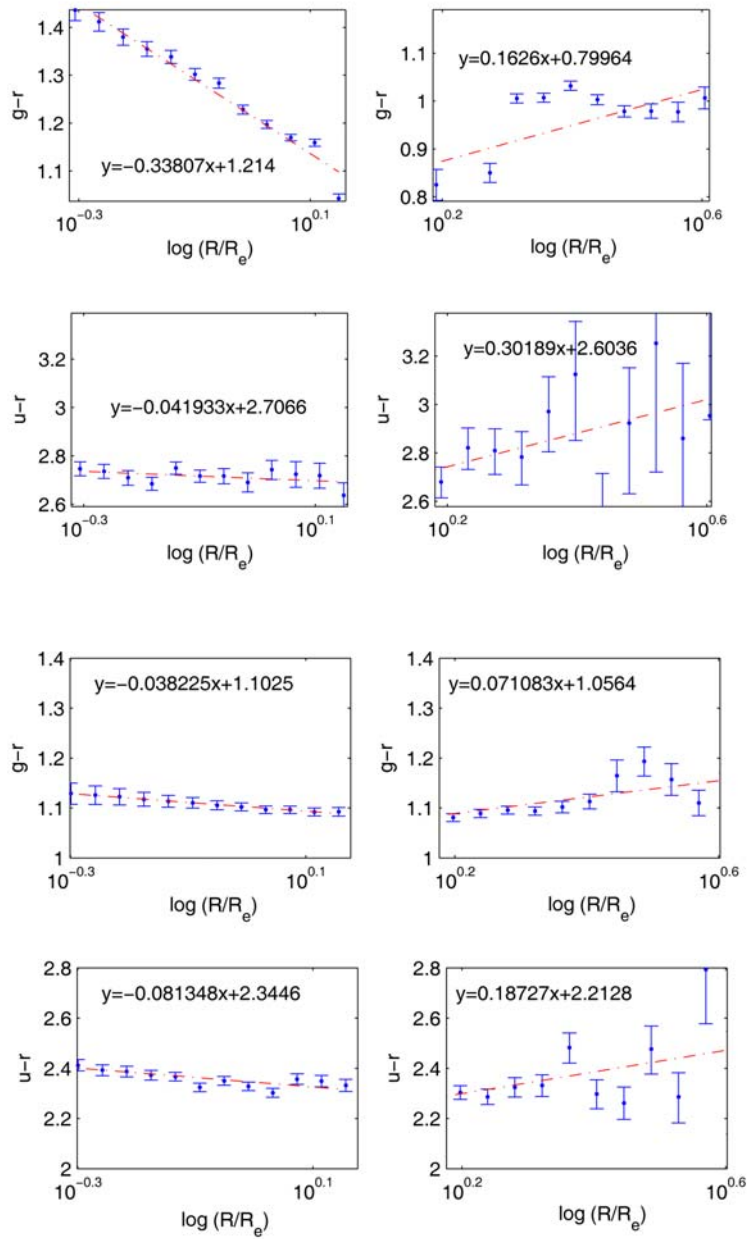 1.4
1.3
1.2
1.1
g−r
y=−0.33807x+1.214
10^−0.3
10^0.1
log (R/R_e)
1.4
1.2
1
0.9
0.8
g−r
y=0.1626x+0.79964
10^0.2
10^0.6
log (R/R_e)
3.2
3
2.8
2.6
u−r
y=−0.041933x+2.7066
10^−0.3
10^0.1
log (R/R_e)
3.2
3
2.8
2.6
u−r
y=0.30189x+2.6036
10^0.2
10^0.6
log (R/R_e)
1.4
1.3
1.2
1.1
1
g−r
y=−0.038225x+1.1025
10^−0.3
10^0.1
log (R/R_e)
1.4
1.3
1.2
1.1
1
g−r
y=0.071083x+1.0564
10^0.2
10^0.6
log (R/R_e)
2.8
2.6
2.4
2.2
2
u−r
y=−0.081348x+2.3446
10^−0.3
10^0.1
log (R/R_e)
2.8
2.6
2.4
2.2
2
u−r
y=0.18727x+2.2128
10^0.2
10^0.6
log (R/R_e)